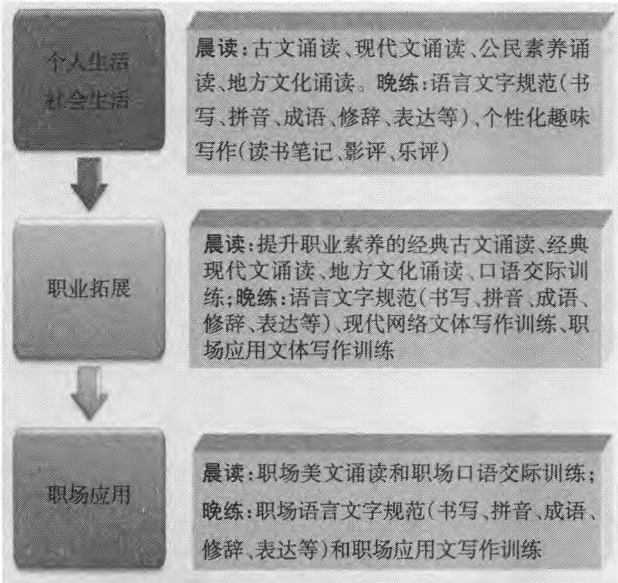 个人生活
社会生活
晨读:古文诵读、现代文诵读、公民素养诵
读、地方文化诵读。晚练:语言文字规范(书
写、拼音、成语、修辞、表达等)、个性化趣味
写作(读书笔记、影评、乐评)
职业拓展
晨读:提升职业素养的经典古文诵读、经典
现代文诵读、地方文化诵读、口语交际训
练;晚练:语言文字规范(书写、拼音、成语、
修辞、表达等)、现代网络文体写作训练、职
场应用文体写作训练
职场应用
晨读:职场美文诵读和职场口语交际训练;
晚练:职场语言文字规范(书写、拼音、成语、
修辞、表达等)和职场应用文写作训练